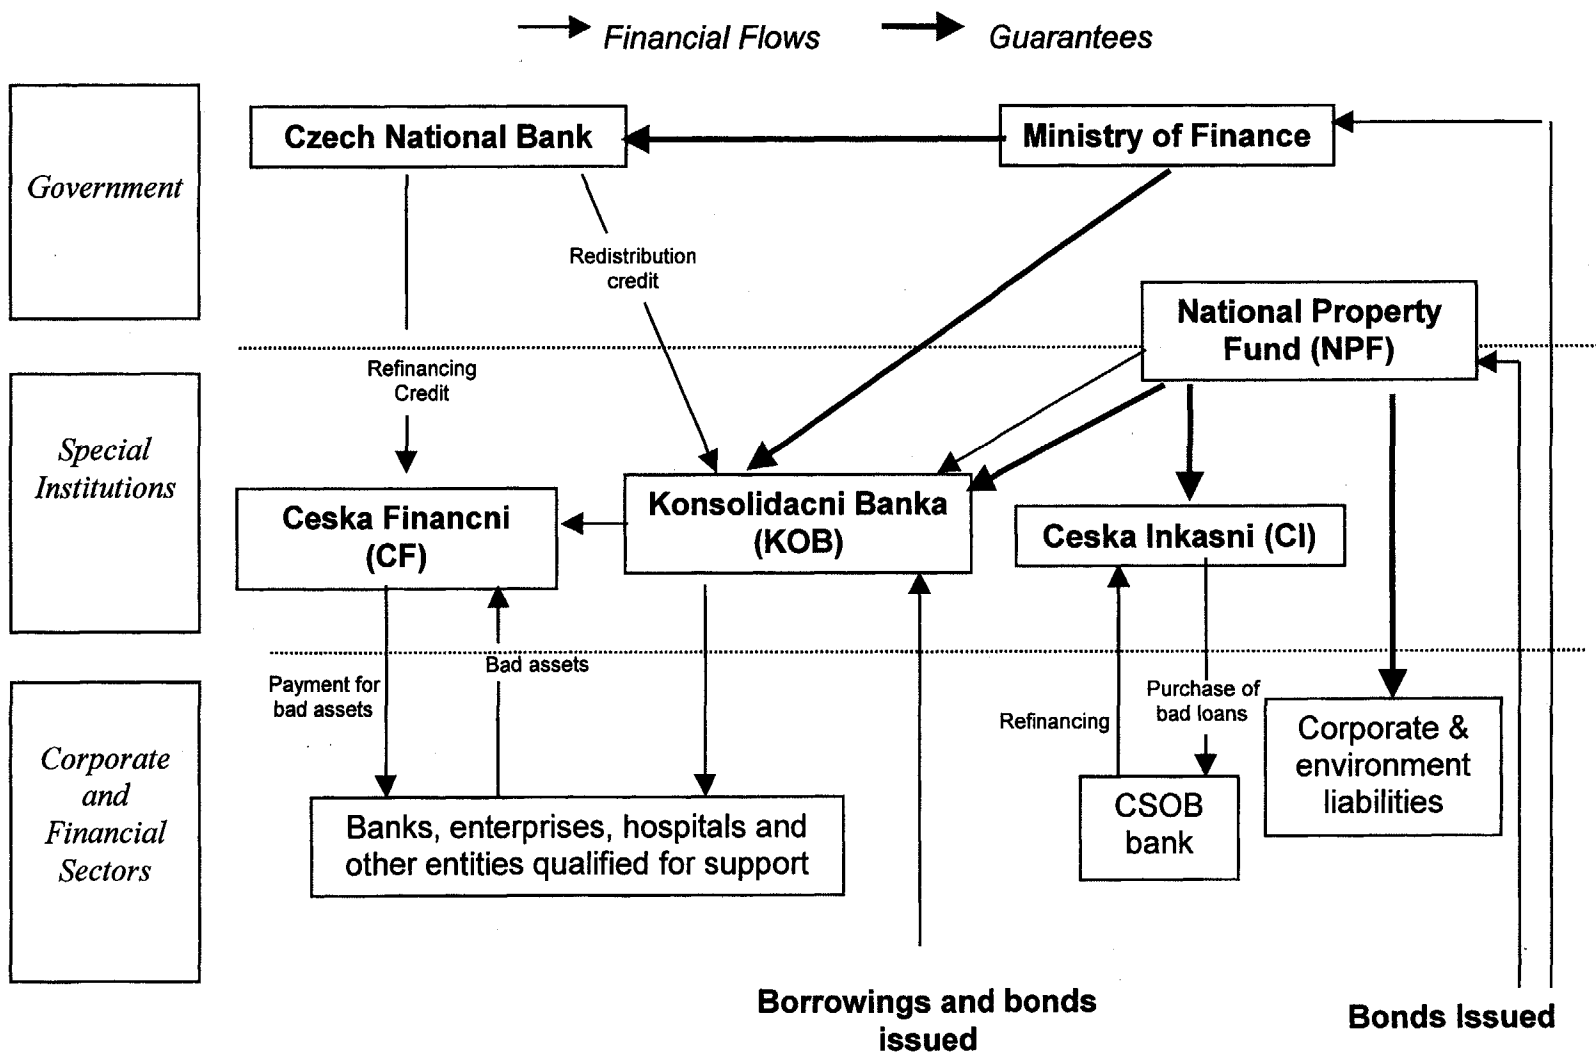 Financial Flows
Guarantees
Government
Czech National Bank
Ministry of Finance
Redistribution
credit
National Property
Fund (NPF)
Refinancing
Credit
Special
Institutions
Ceska Financni
(CF)
Konsolidacni Banka
(KOB)
Ceska Inkasni (CI)
Corporate
and
Financial
Sectors
Payment for
bad assets
Bad assets
Refinancing
Purchase of
bad loans
Banks, enterprises, hospitals and
other entities qualified for support
CSOB
bank
Corporate &
environment
liabilities
Borrowings and bonds
issued
Bonds Issued